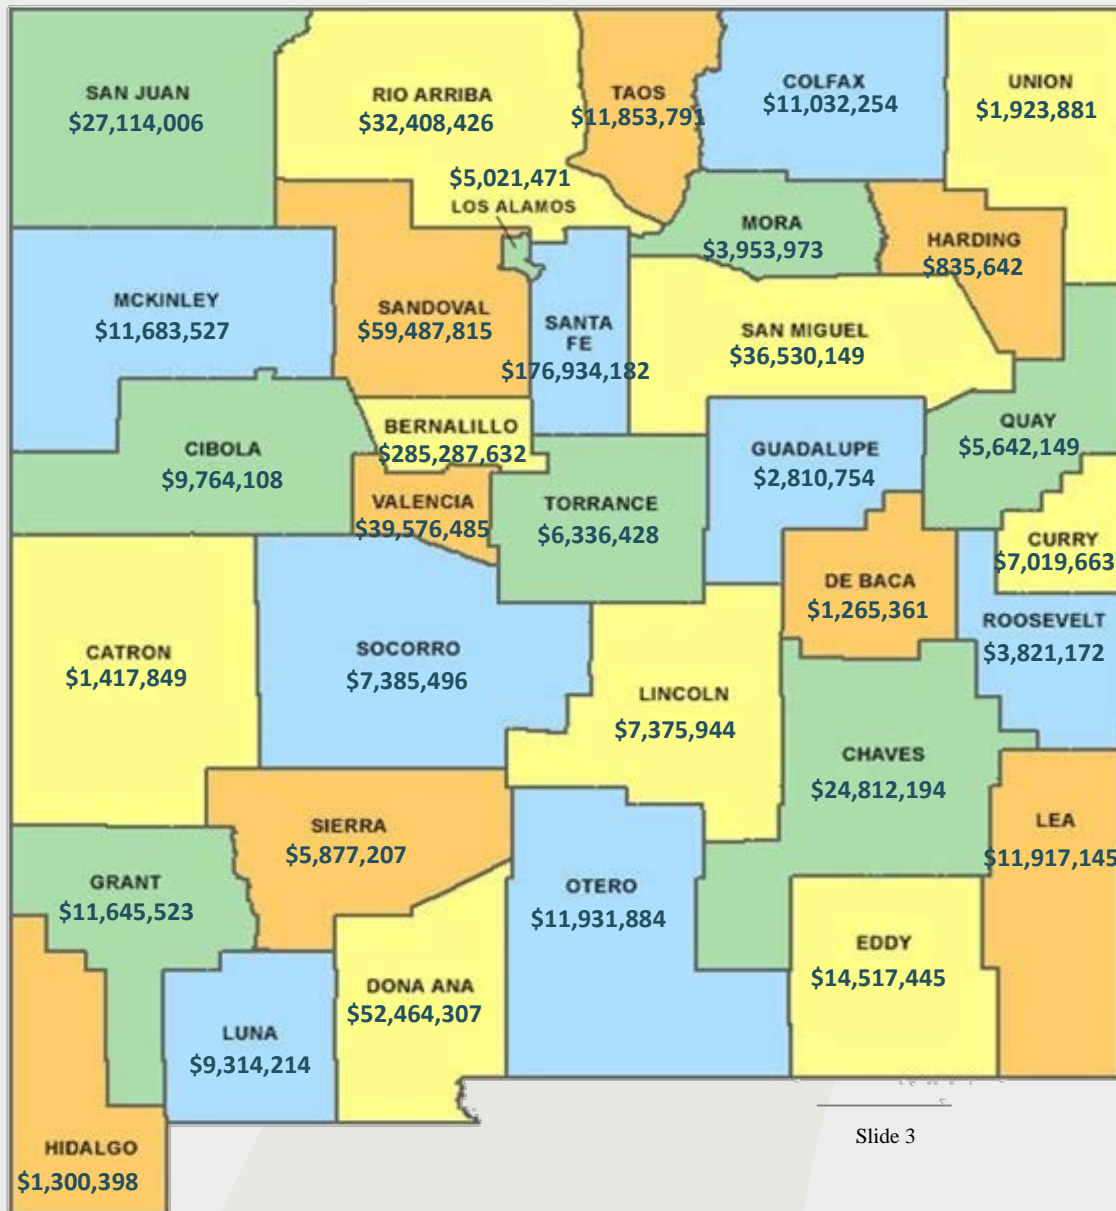 SAN JUAN
$27,114,006
RIO ARRIBA
$32,408,426
TAOS
$11,853,791
COLFAX
$11,032,254
UNION
$1,923,881
$5,021,471
LOS ALAMOS
MORA
$3,953,973
HARDING
$835,642
MCKINLEY
$11,683,527
SANDOVAL
$59,487,815
SANTA
FE
$176,934,182
SAN MIGUEL
$36,530,149
BERNALILLO
$285,287,632
CIBOLA
$9,764,108
GUADALUPE
$2,810,754
QUAY
$5,642,149
VALENCIA
$39,576,485
TORRANCE
$6,336,428
CURRY
$7,019,663
DE BACA
$1,265,361
ROOSEVELT
$3,821,172
CATRON
$1,417,849
SOCORRO
$7,385,496
LINCOLN
$7,375,944
CHAVES
$24,812,194
SIERRA
$5,877,207
LEA
$11,917,145
GRANT
$11,645,523
OTERO
$11,931,884
EDDY
$14,517,445
DONA ANA
$52,464,307
LUNA
$9,314,214
HIDALGO
$1,300,398
Slide 3